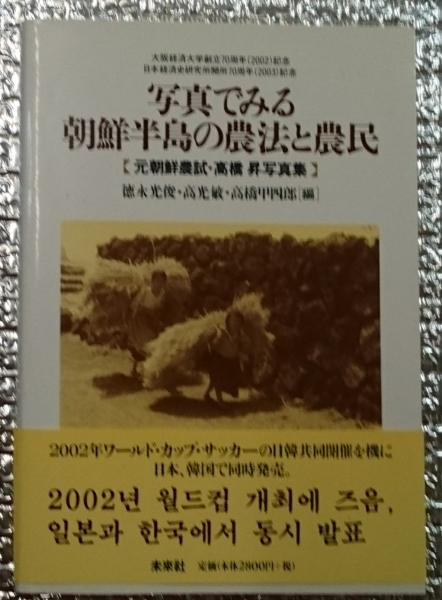 大阪経済大学創立70周年(2002)記念
日本経済史研究所開所70周年(2003)記念
写真でみる
朝鮮半島の農法と農民
【元朝鮮農試・高橋 昇写真集】
徳永光俊・高光敏・高橋甲四郎[編]
2002年ワールド・カップ・サッカーの日韓共同開催を機に
日本、韓国で同時発売。
2002년 월드컵 개최에 즈음,
일본과 한국에서 동시 발표
未來社 定価(本体2800円+税)